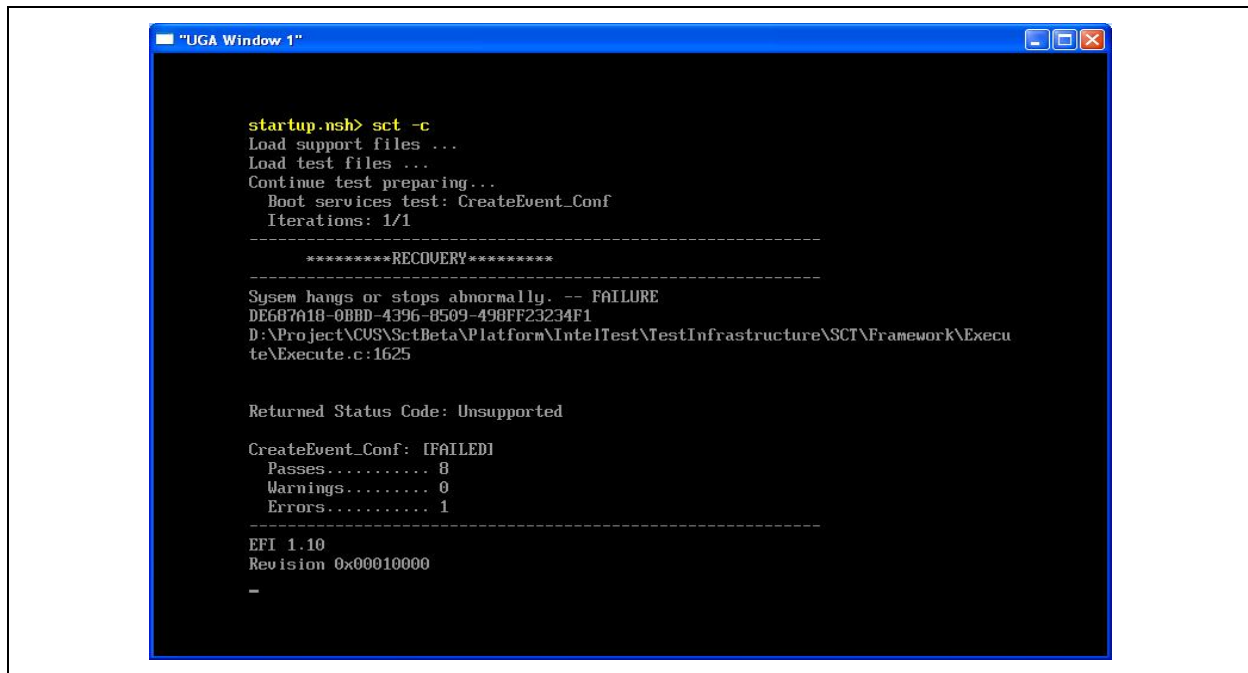 "UGA Window 1"
startup.nsh> sct -c
Load support files ...
Load test files ...
Continue test preparing...
Boot services test: CreateEvent_Conf
Iterations: 1/1
------------------------------------------------------------
*********RECOVERY*********
------------------------------------------------------------
Sysem hangs or stops abnormally. -- FAILURE
DE687A18-0BBD-4396-8509-498FF23234F1
D:\Project\CVS\SctBeta\Platform\IntelTest\TestInfrastructure\SCT\Framework\Execu
te\Execute.c:1625
Returned Status Code: Unsupported
CreateEvent_Conf: [FAILED]
Passes........... 8
Warnings......... 0
Errors........... 1
------------------------------------------------------------
EFI 1.10
Revision 0x00010000
_